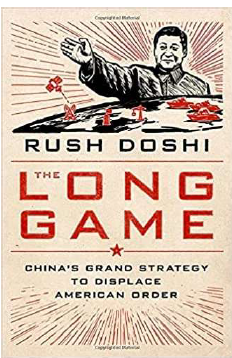 RUSH DOSHI
THE
LONG
GAME
CHINA'S GRAND STRATEGY
TO DISPLACE
AMERICAN ORDER